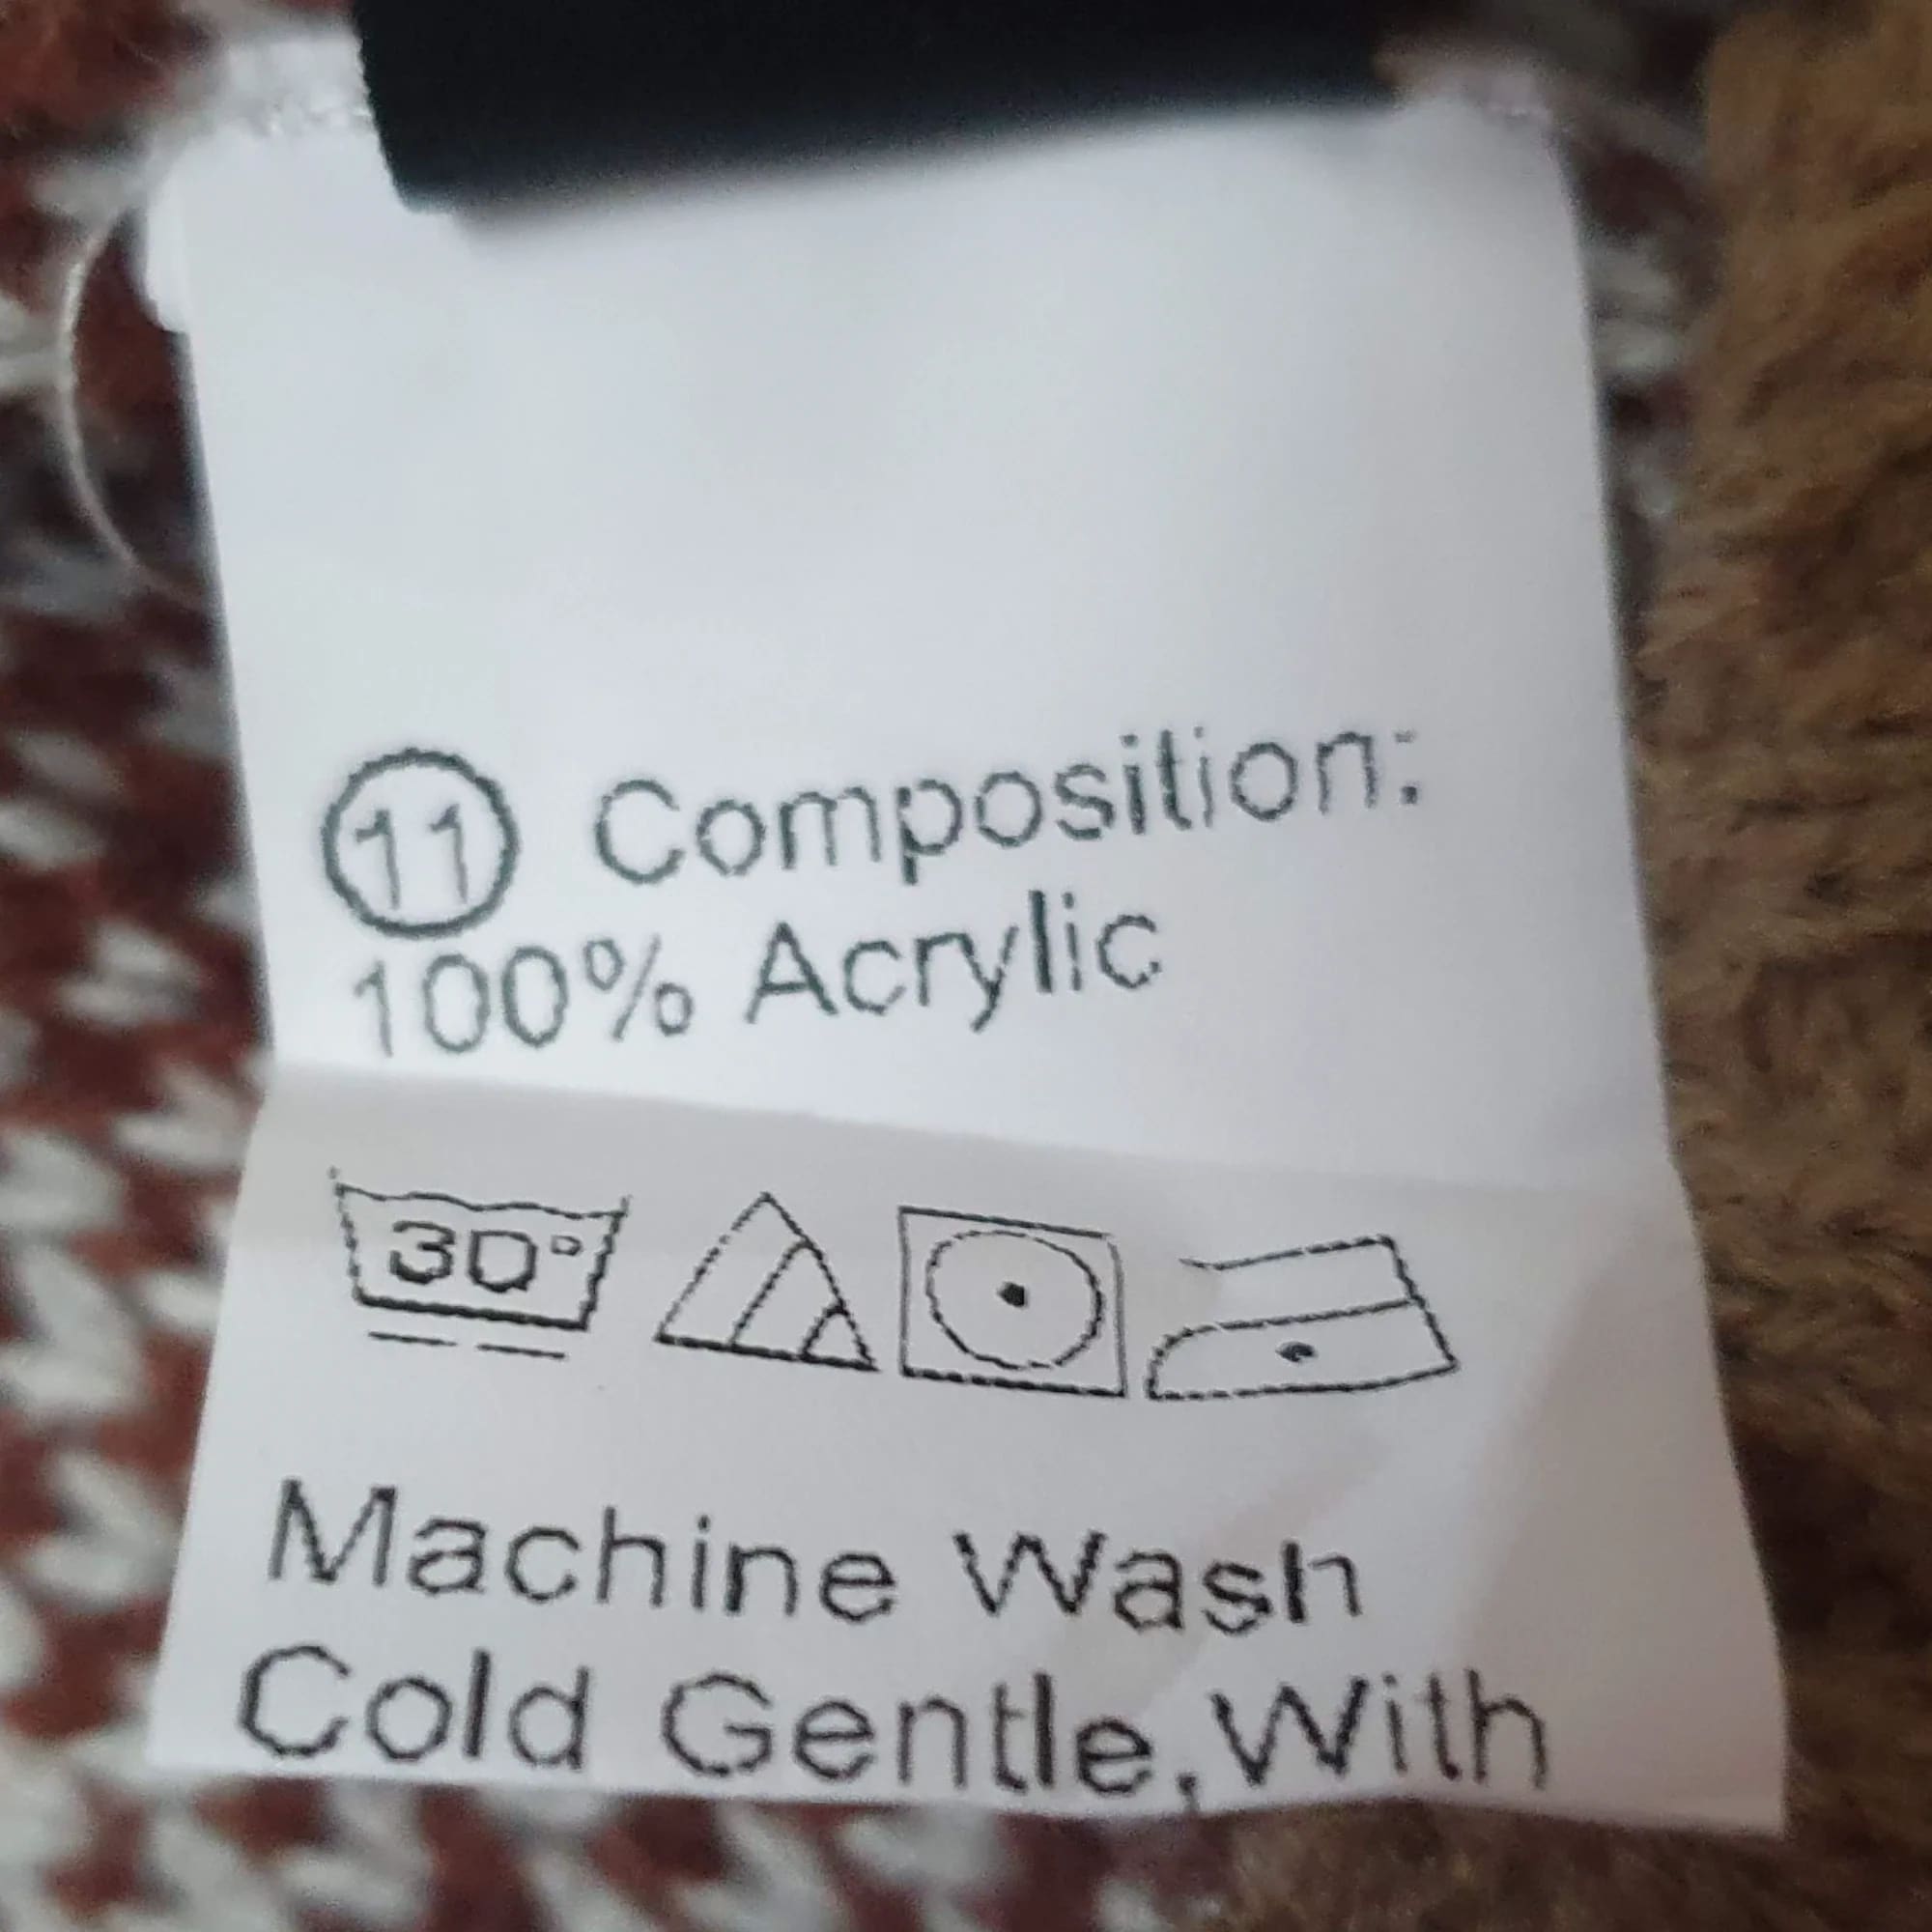 ⑪ Composition:
100% Acrylic
30°
Machine Wash
Cold Gentle,With